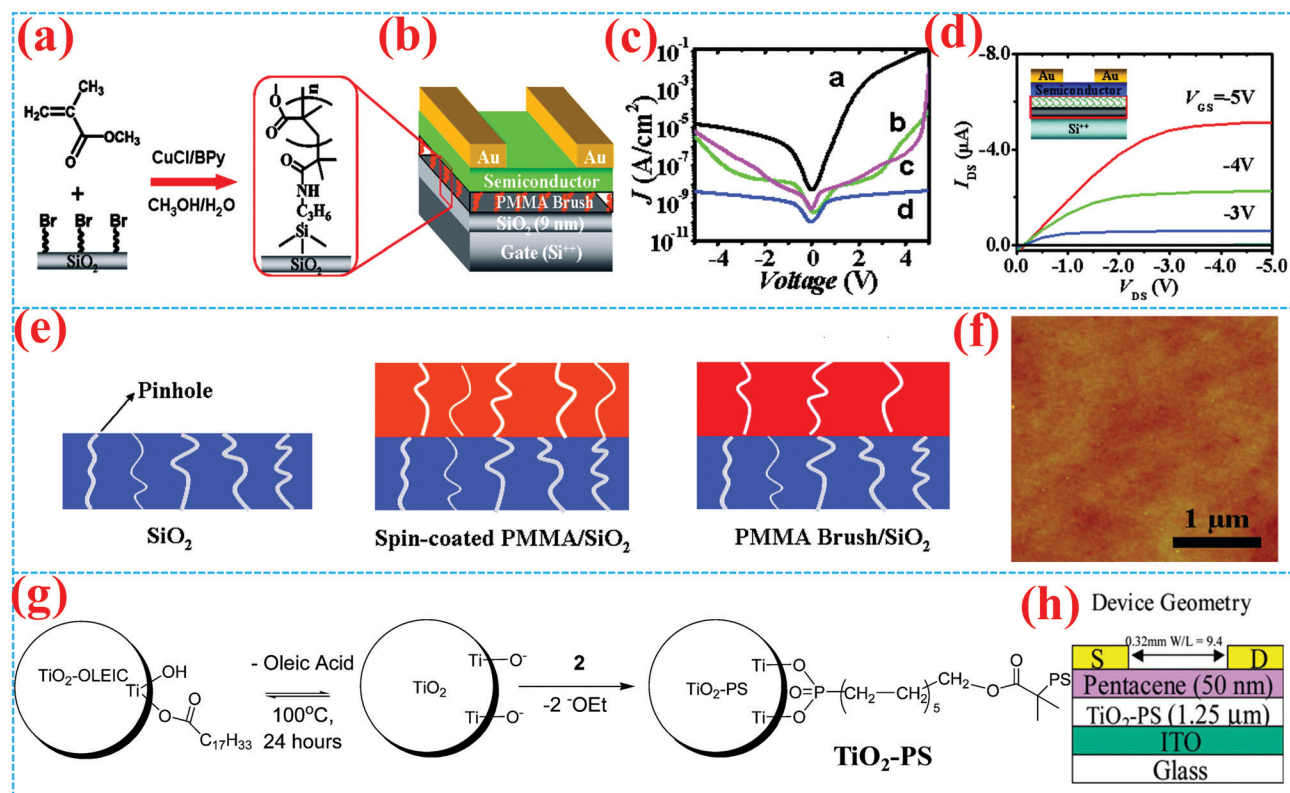 (a)
H₂C
CH₃
OCH₃
O
+
Br Br Br
SiO₂
CuCl/BPy
CH₃OH/H₂O
O O n
O
NH
C₃H₆
Si
SiO₂
(b)
Au Au
Semiconductor
PMMA Brush
SiO₂ (9 nm)
Gate (Si⁺⁺)
(c)
J (A/cm²)
10⁻¹
10⁻³
10⁻⁵
10⁻⁷
10⁻⁹
10⁻¹¹
a
b
c
d
-4 -2 0 2 4
Voltage (V)
(d)
I_DS (μA)
-8.0
-4.0
0.0
Au Au
Semiconductor
Si⁺⁺
V_GS=-5V
-4V
-3V
0.0 -1.0 -2.0 -3.0 -4.0 -5.0
V_DS (V)
(e)
Pinhole
SiO₂
Spin-coated PMMA/SiO₂
PMMA Brush/SiO₂
(f)
1 μm
(g)
TiO₂-OLEIC
Ti
OH
O
O
C₁₇H₃₃
- Oleic Acid
100°C,
24 hours
TiO₂
Ti—O⁻
Ti—O⁻
2
-2 ⁻OEt
TiO₂-PS
Ti
O
O=P
O
Ti
CH₂ CH₂ 5 CH₂O
O
PS
TiO₂-PS
(h)
Device Geometry
0.32mm W/L = 9.4
S D
Pentacene (50 nm)
TiO₂-PS (1.25 μm)
ITO
Glass